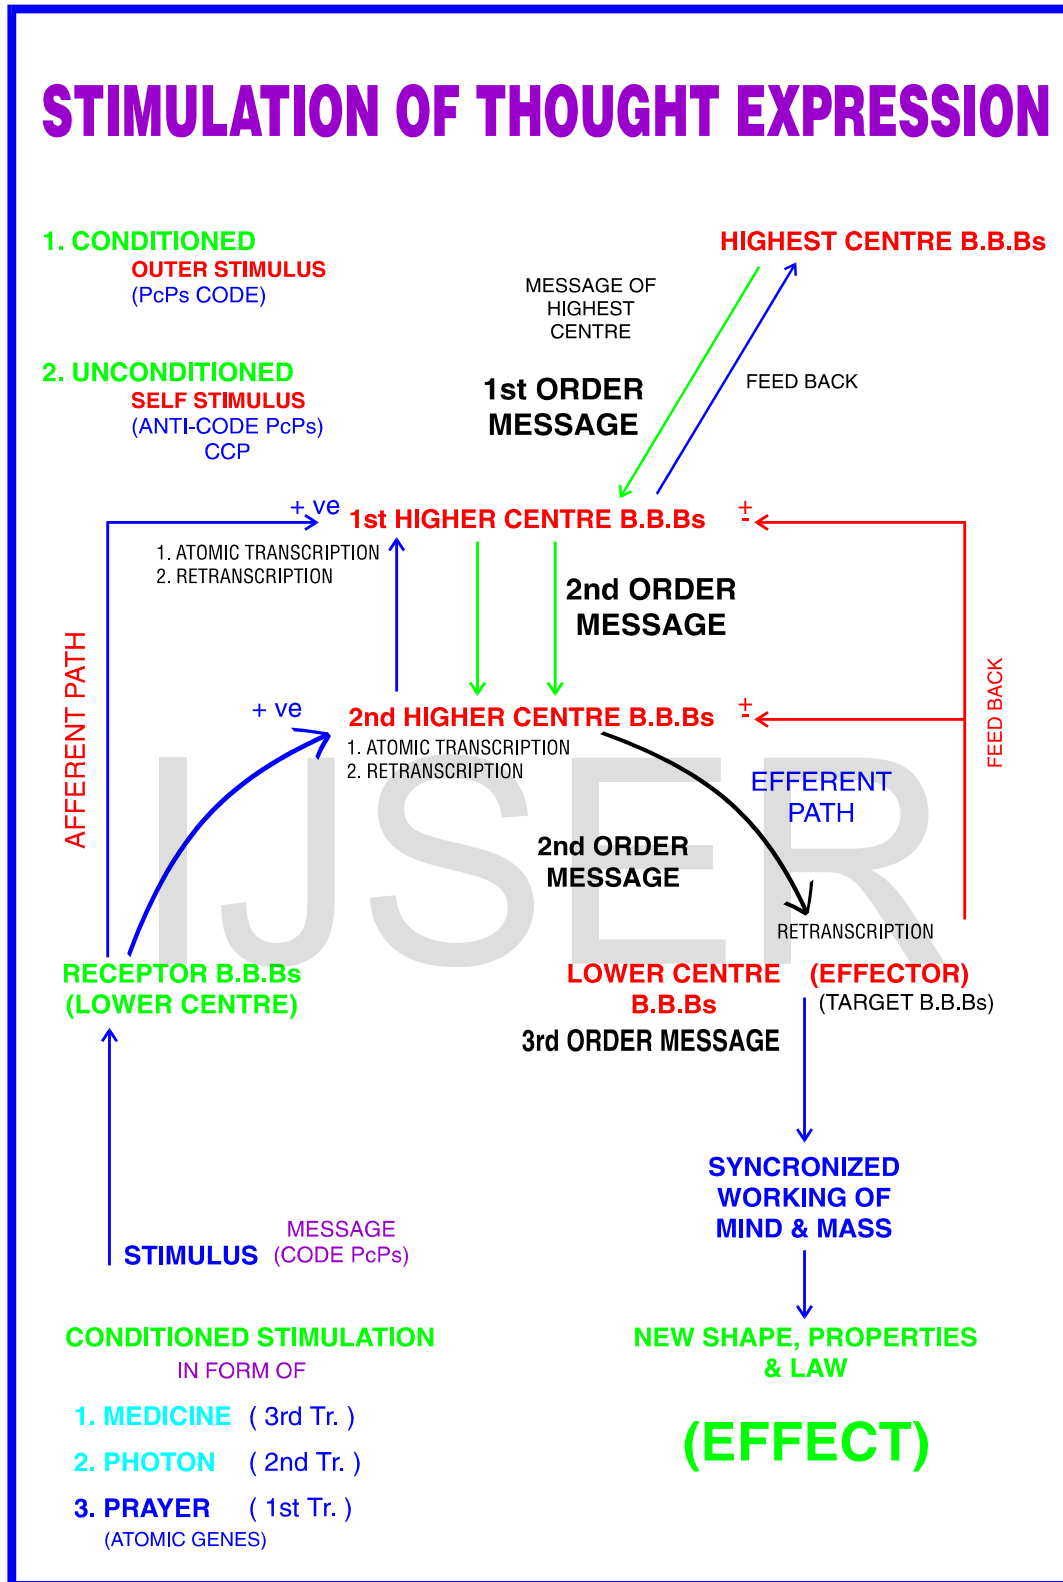 STIMULATION OF THOUGHT EXPRESSION
1. CONDITIONED
OUTER STIMULUS
(PcPs CODE)
2. UNCONDITIONED
SELF STIMULUS
(ANTI-CODE PcPs)
CCP
HIGHEST CENTRE B.B.Bs
MESSAGE OF
HIGHEST
CENTRE
1st ORDER
MESSAGE
FEED BACK
+ ve
1st HIGHER CENTRE B.B.Bs
±
-
1. ATOMIC TRANSCRIPTION
2. RETRANSCRIPTION
2nd ORDER
MESSAGE
AFFERENT PATH
FEED BACK
+ ve
2nd HIGHER CENTRE B.B.Bs
±
-
1. ATOMIC TRANSCRIPTION
2. RETRANSCRIPTION
EFFERENT
PATH
2nd ORDER
MESSAGE
IJSER
RETRANSCRIPTION
RECEPTOR B.B.Bs
(LOWER CENTRE)
LOWER CENTRE
B.B.Bs
(EFFECTOR)
(TARGET B.B.Bs)
3rd ORDER MESSAGE
SYNCRONIZED
WORKING OF
MIND & MASS
STIMULUS
MESSAGE
(CODE PcPs)
CONDITIONED STIMULATION
IN FORM OF
1. MEDICINE ( 3rd Tr. )
2. PHOTON ( 2nd Tr. )
3. PRAYER ( 1st Tr. )
(ATOMIC GENES)
NEW SHAPE, PROPERTIES
& LAW
(EFFECT)